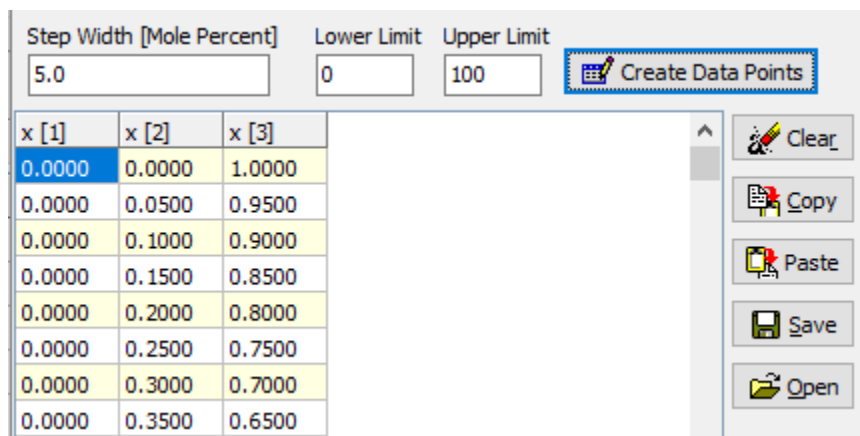 Step Width [Mole Percent] Lower Limit Upper Limit
5.0 0 100 Create Data Points
x [1] x [2] x [3]
0.0000 0.0000 1.0000
0.0000 0.0500 0.9500
0.0000 0.1000 0.9000
0.0000 0.1500 0.8500
0.0000 0.2000 0.8000
0.0000 0.2500 0.7500
0.0000 0.3000 0.7000
0.0000 0.3500 0.6500
Clear
Copy
Paste
Save
Open